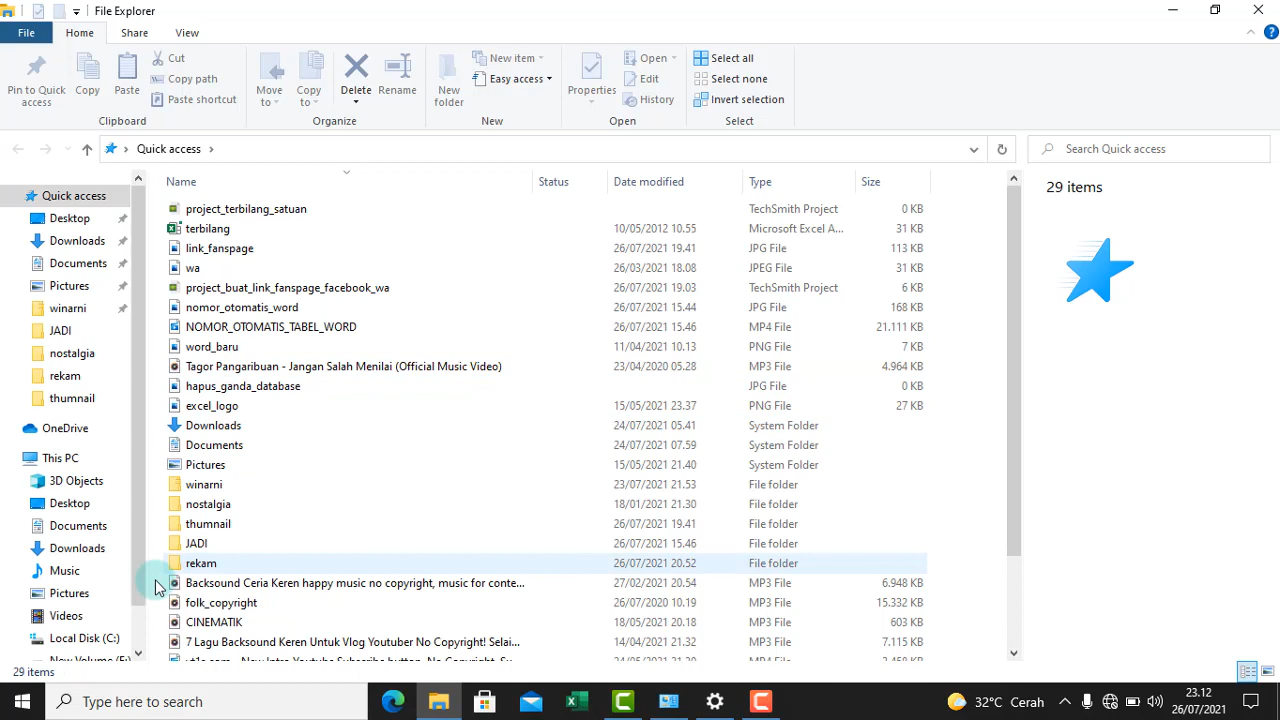 File Explorer
File Home Share View
Pin to Quick access
Copy
Paste
Cut
Copy path
Paste shortcut
Clipboard
Move to
Copy to
Delete
Rename
Organize
New folder
New item
Easy access
New
Properties
Open
Edit
History
Open
Select all
Select none
Invert selection
Select
Quick access
Search Quick access
Name Status Date modified Type Size
Quick access
Desktop
Downloads
Documents
Pictures
winarni
JADI
nostalgia
rekam
thumnail
OneDrive
This PC
3D Objects
Desktop
Documents
Downloads
Music
Pictures
Videos
Local Disk (C:)
project_terbilang_satuan TechSmith Project 0 KB
terbilang 10/05/2012 10.55 Microsoft Excel A... 31 KB
link_fanspage 26/07/2021 19.41 JPG File 113 KB
wa 26/03/2021 18.08 JPEG File 31 KB
project_buat_link_fanspage_facebook_wa 26/07/2021 19.03 TechSmith Project 6 KB
nomor_otomatis_word 26/07/2021 15.44 JPG File 168 KB
NOMOR_OTOMATIS_TABEL_WORD 26/07/2021 15.46 MP4 File 21.111 KB
word_baru 11/04/2021 10.13 PNG File 7 KB
Tagor Pangaribuan - Jangan Salah Menilai (Official Music Video) 23/04/2020 05.28 MP3 File 4.964 KB
hapus_ganda_database JPG File 0 KB
excel_logo 15/05/2021 23.37 PNG File 27 KB
Downloads 24/07/2021 05.41 System Folder
Documents 24/07/2021 07.59 System Folder
Pictures 15/05/2021 21.40 System Folder
winarni 23/07/2021 21.53 File folder
nostalgia 18/01/2021 21.30 File folder
thumnail 26/07/2021 19.41 File folder
JADI 26/07/2021 15.46 File folder
rekam 26/07/2021 20.52 File folder
Backsound Ceria Keren happy music no copyright, music for conte... 27/02/2021 20.54 MP3 File 6.948 KB
folk_copyright 26/07/2020 10.19 MP3 File 15.332 KB
CINEMATIK 18/05/2021 20.18 MP3 File 603 KB
7 Lagu Backsound Keren Untuk Vlog Youtuber No Copyright! Selai... 14/04/2021 21.32 MP3 File 7.115 KB
29 items
29 items
Type here to search
32°C Cerah
23.12
26/07/2021